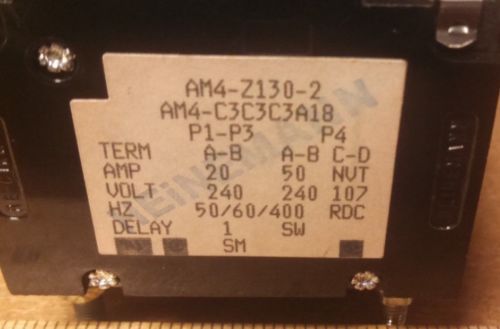 AM4-Z130-2
AM4-C3C3C3A18
P1-P3 P4
TERM A-B A-B C-D
AMP 20 50 NVT
VOLT 240 240 107
HZ 50/60/400 RDC
DELAY 1 SW
SM
HEINEMANN